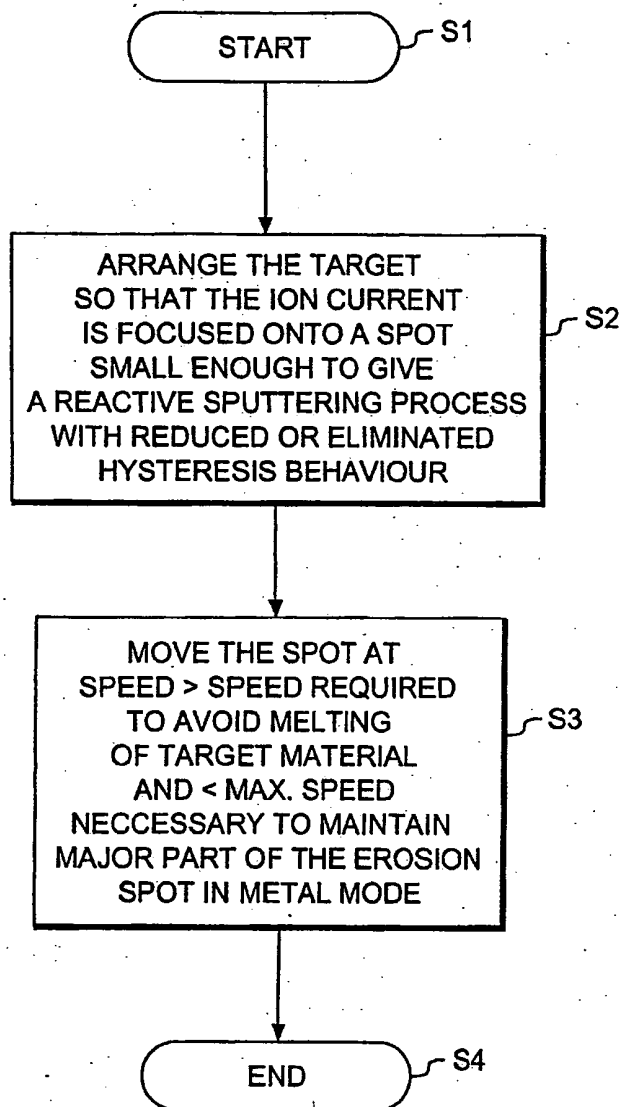 START
S1
ARRANGE THE TARGET
SO THAT THE ION CURRENT
IS FOCUSED ONTO A SPOT
SMALL ENOUGH TO GIVE
A REACTIVE SPUTTERING PROCESS
WITH REDUCED OR ELIMINATED
HYSTERESIS BEHAVIOUR
S2
MOVE THE SPOT AT
SPEED > SPEED REQUIRED
TO AVOID MELTING
OF TARGET MATERIAL
AND < MAX. SPEED
NECCESSARY TO MAINTAIN
MAJOR PART OF THE EROSION
SPOT IN METAL MODE
S3
END
S4